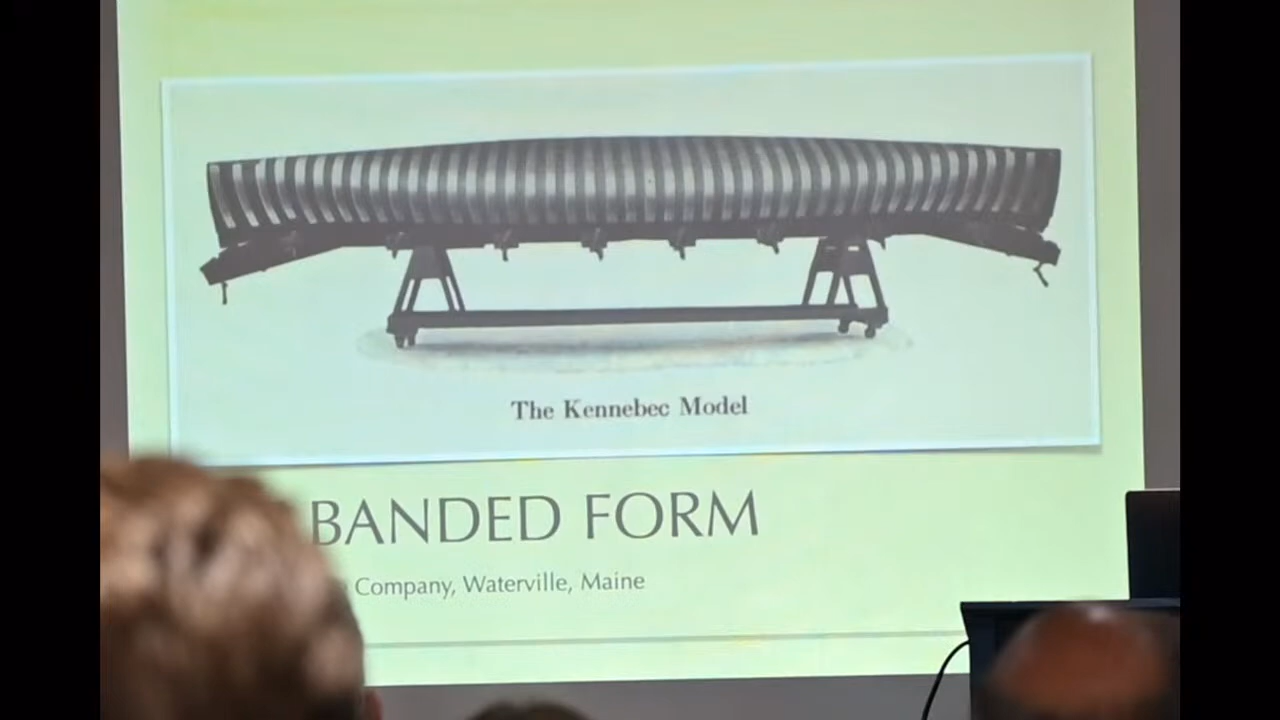 The Kennebec Model
BANDED FORM
Company, Waterville, Maine